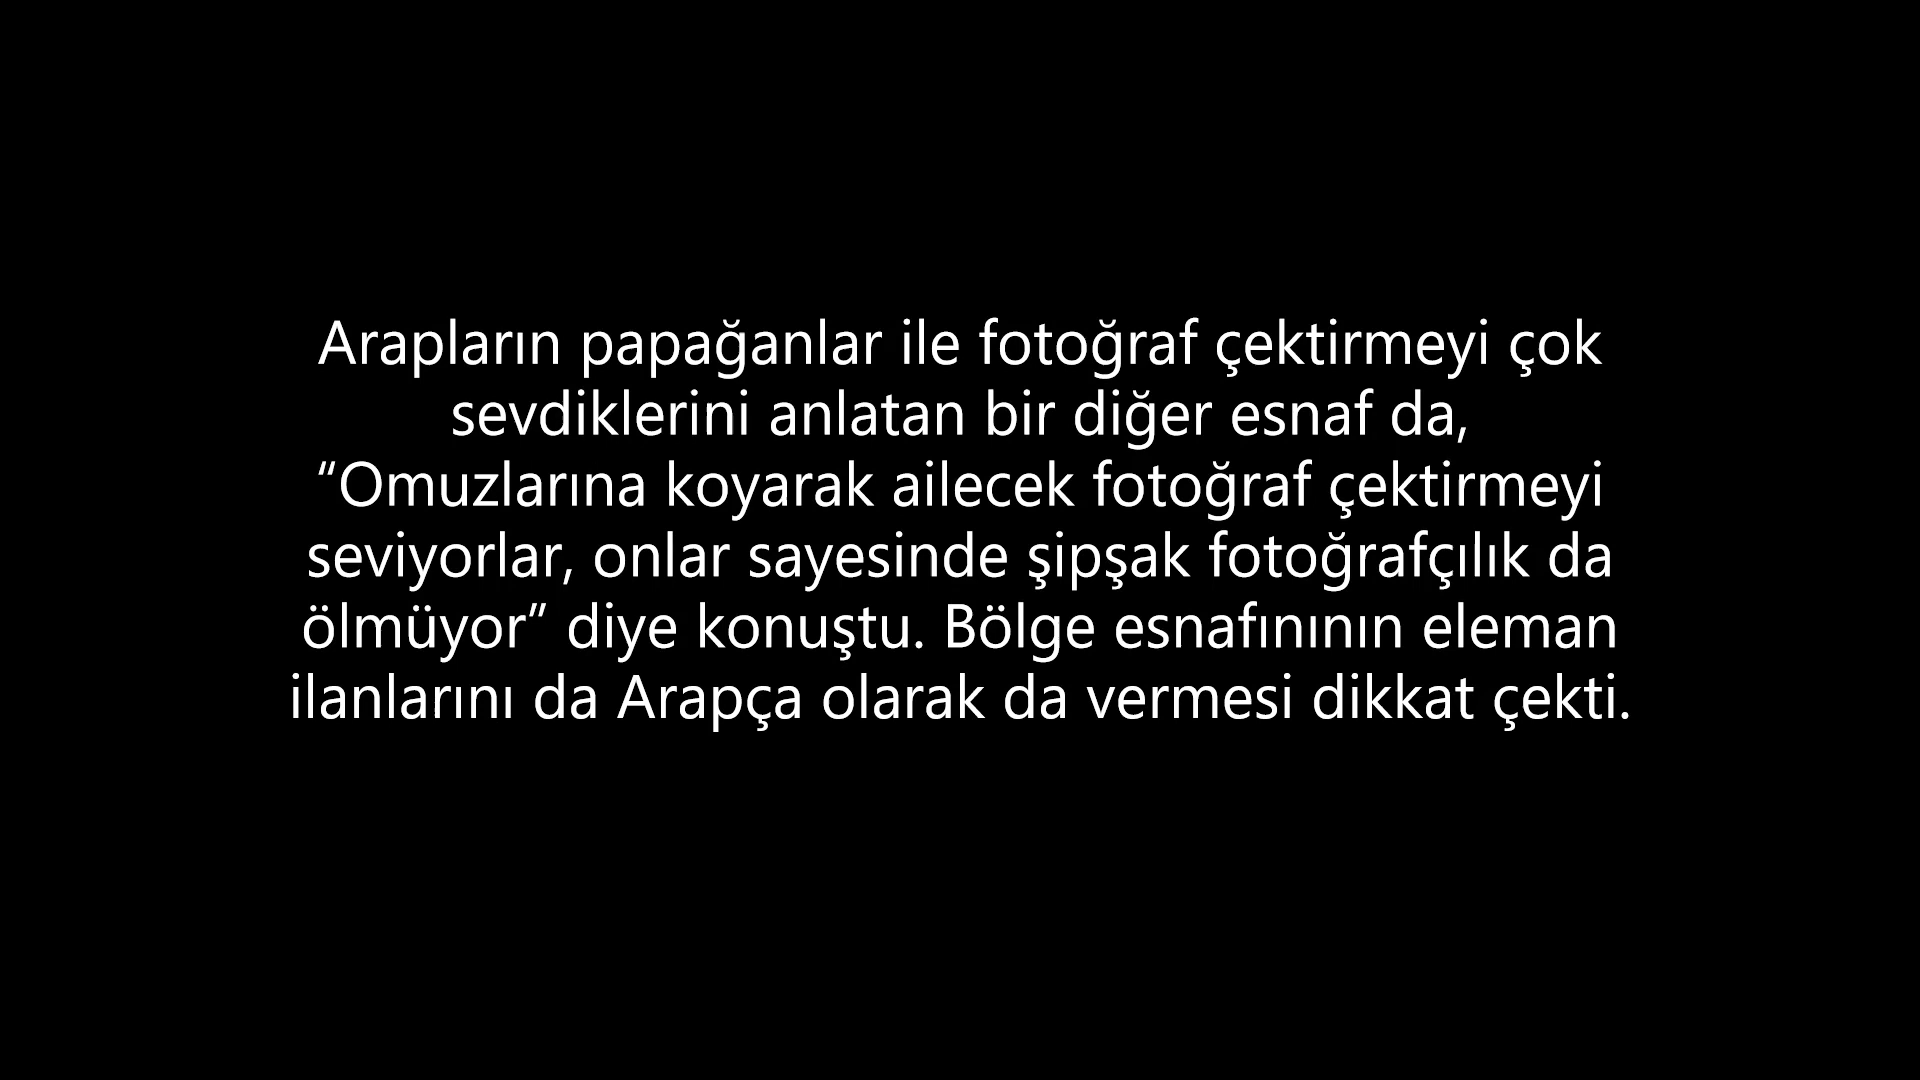 Arapların papağanlar ile fotoğraf çektirmeyi çok
sevdiklerini anlatan bir diğer esnaf da,
“Omuzlarına koyarak ailecek fotoğraf çektirmeyi
seviyorlar, onlar sayesinde şipşak fotoğrafçılık da
ölmüyor” diye konuştu. Bölge esnafınının eleman
ilanlarını da Arapça olarak da vermesi dikkat çekti.